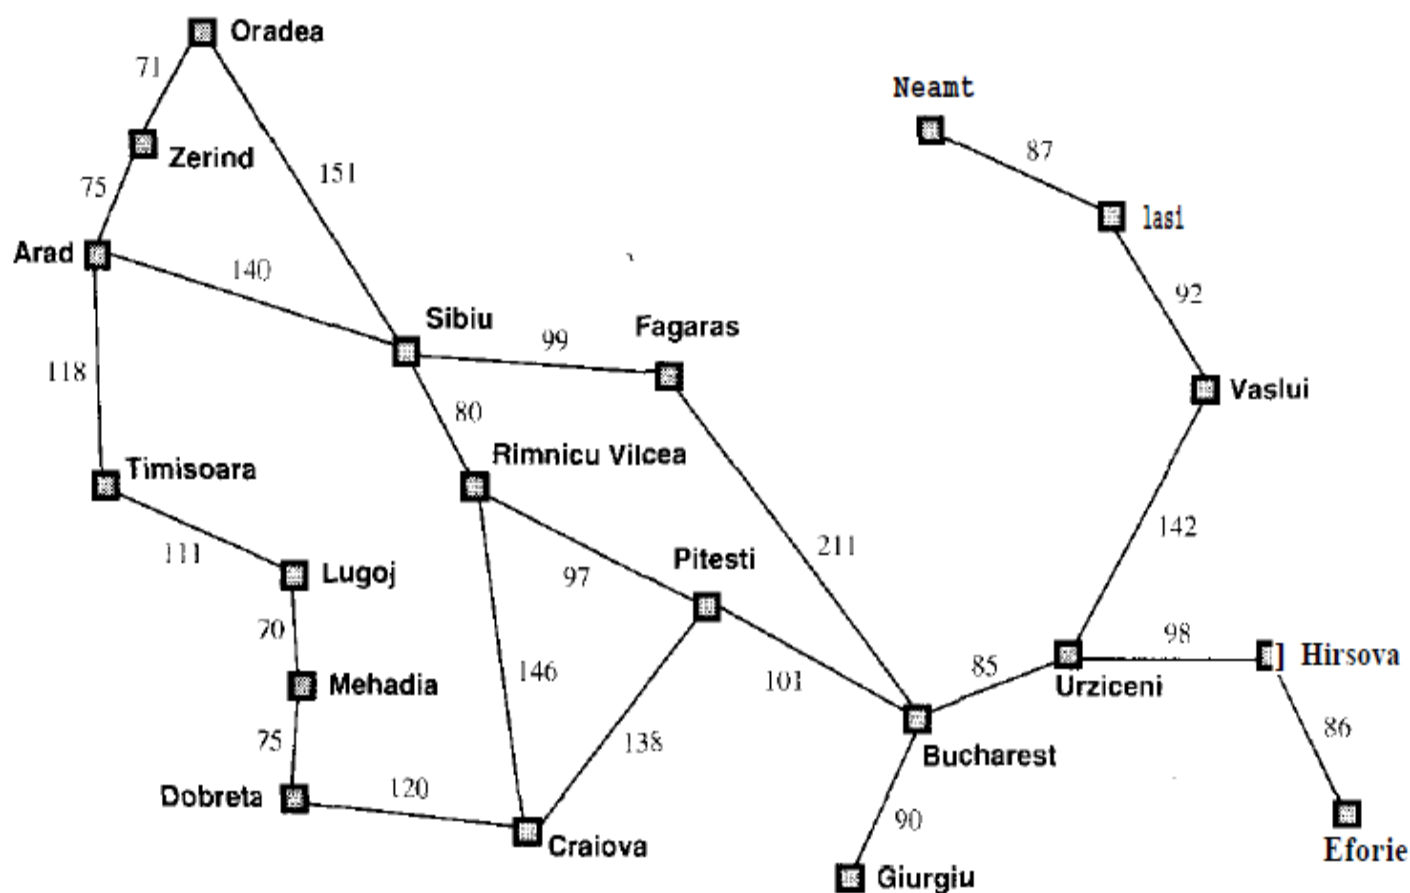 Oradea
71
Neamt
87
Zerind
151
75
Iasi
Arad
140
92
Sibiu
Fagaras
99
118
Vaslui
80
Rimnicu Vilcea
Timisoara
142
111
211
Pitesti
Lugoj
97
70
98
Hirsova
146
85
Urziceni
Mehadia
101
86
75
138
Bucharest
Dobreta
120
90
Craiova
Eforie
Giurgiu